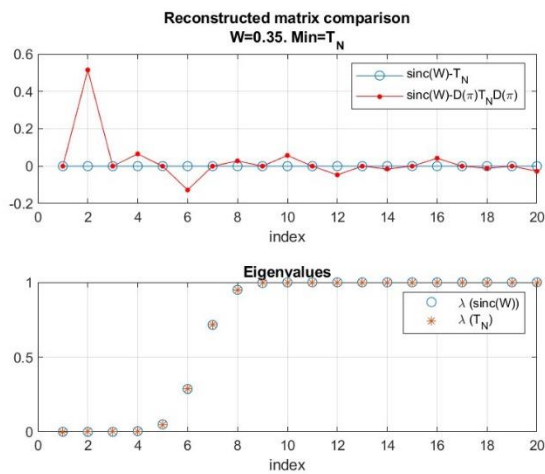 Reconstructed matrix comparison
W=0.35. Min=T_N
0.6
0.4
0.2
0
-0.2
sinc(W)-T_N
sinc(W)-D(π)T_ND(π)
0 2 4 6 8 10 12 14 16 18 20
index
Eigenvalues
1
0.5
0
λ (sinc(W))
λ (T_N)
0 2 4 6 8 10 12 14 16 18 20
index